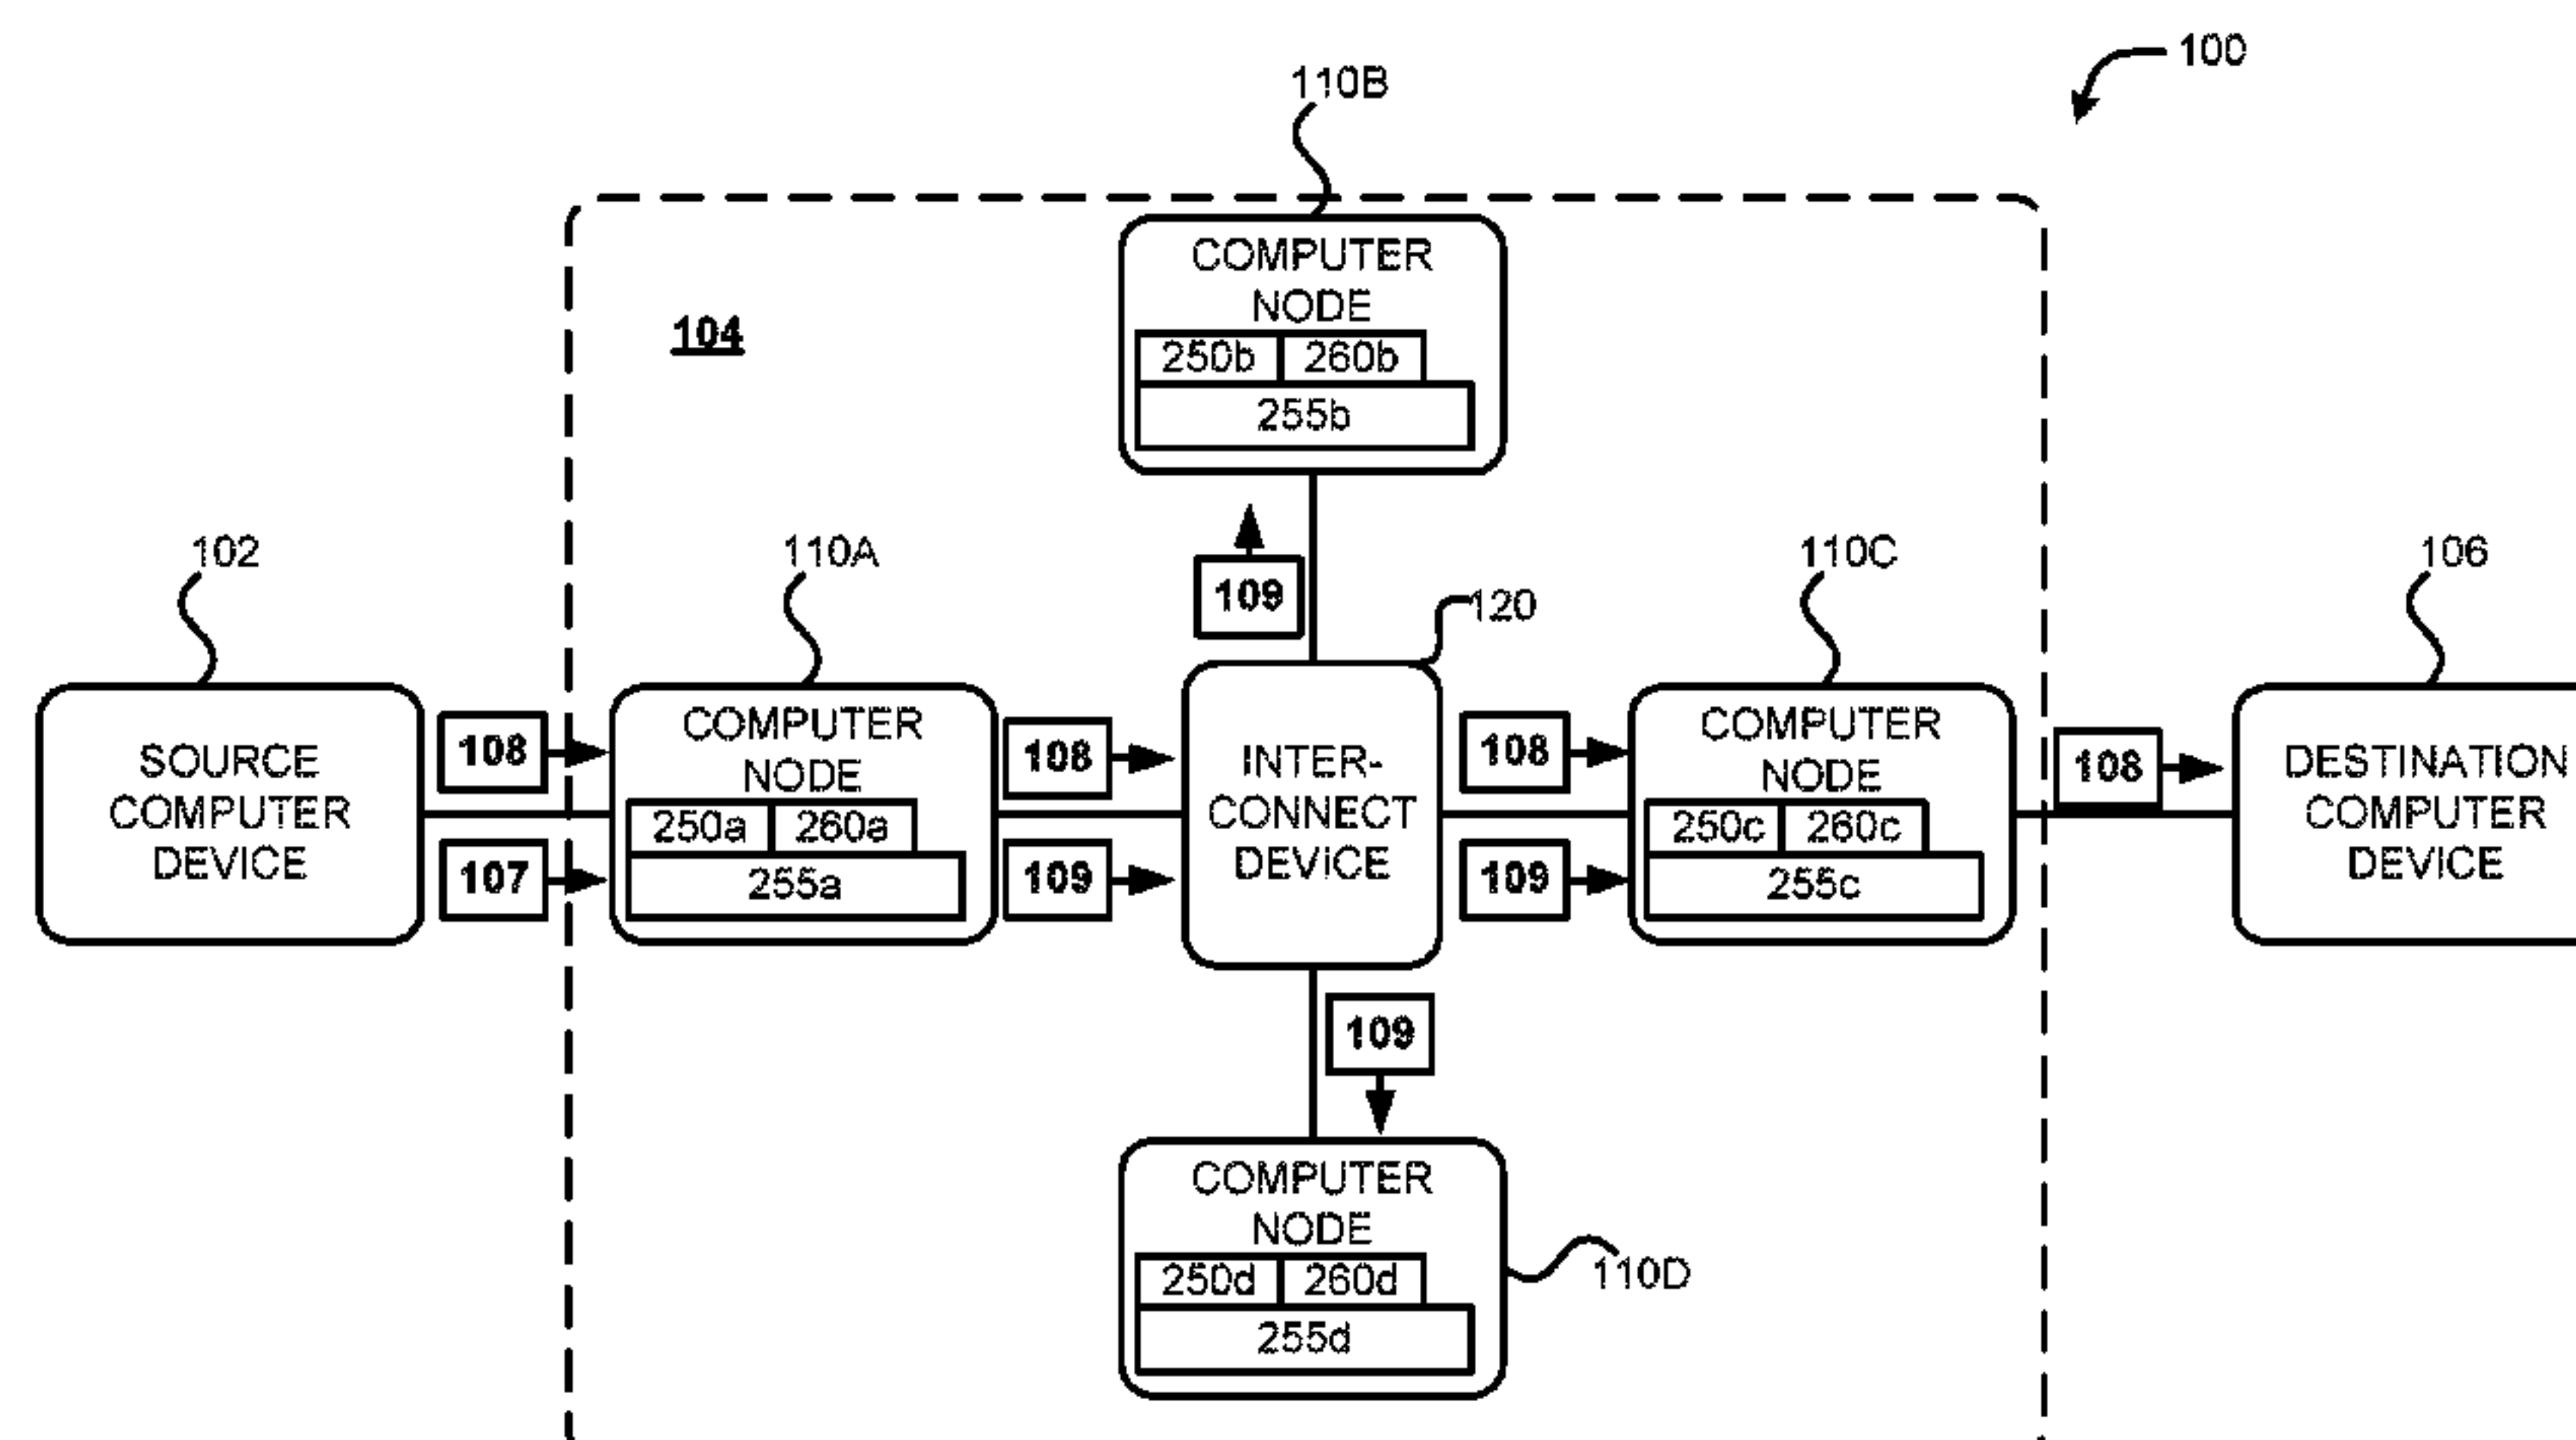 100
110B
COMPUTER
NODE
250b 260b
255b
104
109
102
110A
120
110C
106
SOURCE
COMPUTER
DEVICE
108
107
COMPUTER
NODE
250a 260a
255a
108
109
INTER-
CONNECT
DEVICE
108
109
COMPUTER
NODE
250c 260c
255c
108
DESTINATION
COMPUTER
DEVICE
109
COMPUTER
NODE
250d 260d
255d
110D